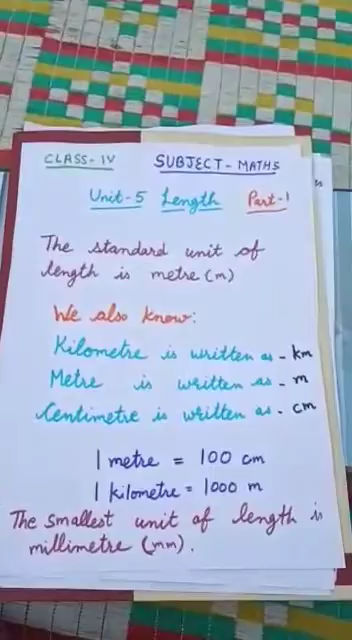 CLASS-IV SUBJECT-MATHS
Unit-5 Length Part-1
The standard unit of
length is metre (m)
We also know:
Kilometre is written as - km
Metre is written as - m
Centimetre is written as - cm
1 metre = 100 cm
1 kilometre = 1000 m
The smallest unit of length is
millimetre (mm).